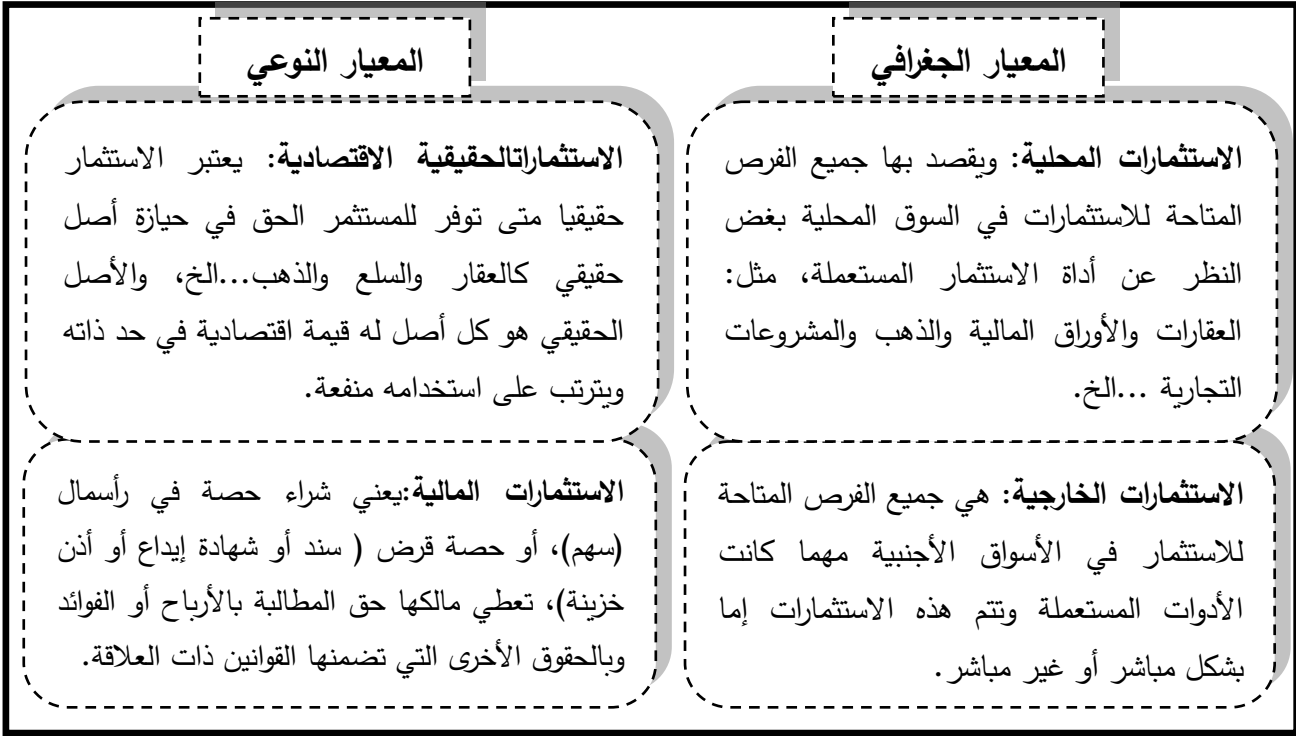 المعيار الجغرافي
الاستثمارات المحلية: ويقصد بها جميع الفرص
المتاحة للاستثمارات في السوق المحلية بغض
النظر عن أداة الاستثمار المستعملة، مثل:
العقارات والأوراق المالية والذهب والمشروعات
التجارية ...الخ.
الاستثمارات الخارجية: هي جميع الفرص المتاحة
للاستثمار في الأسواق الأجنبية مهما كانت
الأدوات المستعملة وتتم هذه الاستثمارات إما
بشكل مباشر أو غير مباشر.
المعيار النوعي
الاستثماراتالحقيقية الاقتصادية: يعتبر الاستثمار
حقيقيا متى توفر للمستثمر الحق في حيازة أصل
حقيقي كالعقار والسلع والذهب...الخ، والأصل
الحقيقي هو كل أصل له قيمة اقتصادية في حد ذاته
ويترتب على استخدامه منفعة.
الاستثمارات المالية:يعني شراء حصة في رأسمال
(سهم)، أو حصة قرض ( سند أو شهادة إيداع أو أذن
خزينة)، تعطي مالكها حق المطالبة بالأرباح أو الفوائد
وبالحقوق الأخرى التي تضمنها القوانين ذات العلاقة.